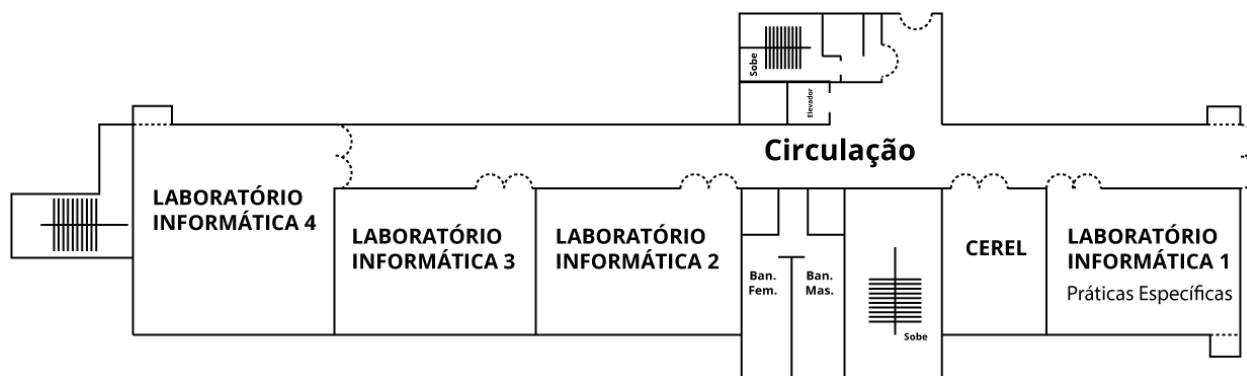 Sobe
Elevador
Circulação
LABORATÓRIO
INFORMÁTICA 4
LABORATÓRIO
INFORMÁTICA 3
LABORATÓRIO
INFORMÁTICA 2
Ban.
Fem.
Ban.
Mas.
Sobe
CEREL
LABORATÓRIO
INFORMÁTICA 1
Práticas Específicas